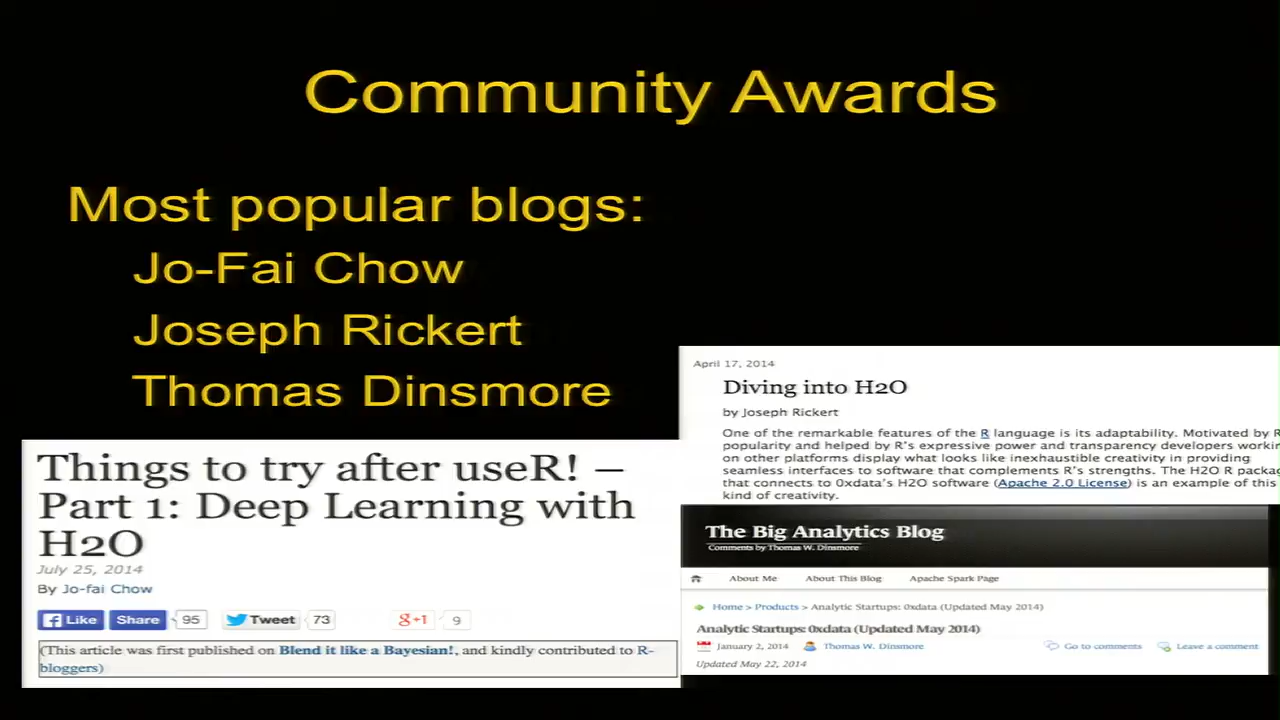 Community Awards
Most popular blogs:
Jo-Fai Chow
Joseph Rickert
Thomas Dinsmore
Things to try after useR! –
Part 1: Deep Learning with
H2O
July 25, 2014
By Jo-fai Chow
Like Share 95 Tweet 73 g+1 9
(This article was first published on Blend it like a Bayesian!, and kindly contributed to R-
bloggers)
April 17, 2014
Diving into H2O
by Joseph Rickert
One of the remarkable features of the R language is its adaptability. Motivated by R
popularity and helped by R's expressive power and transparency developers workin
on other platforms display what looks like inexhaustible creativity in providing
seamless interfaces to software that complements R's strengths. The H2O R packag
that connects to 0xdata's H2O software (Apache 2.0 License) is an example of this
kind of creativity.
The Big Analytics Blog
Comments by Thomas W. Dinsmore
About Me About This Blog Apache Spark Page
Home > Products > Analytic Startups: 0xdata (Updated May 2014)
Analytic Startups: 0xdata (Updated May 2014)
January 2, 2014 Thomas W. Dinsmore Go to comments Leave a comment
Updated May 22, 2014